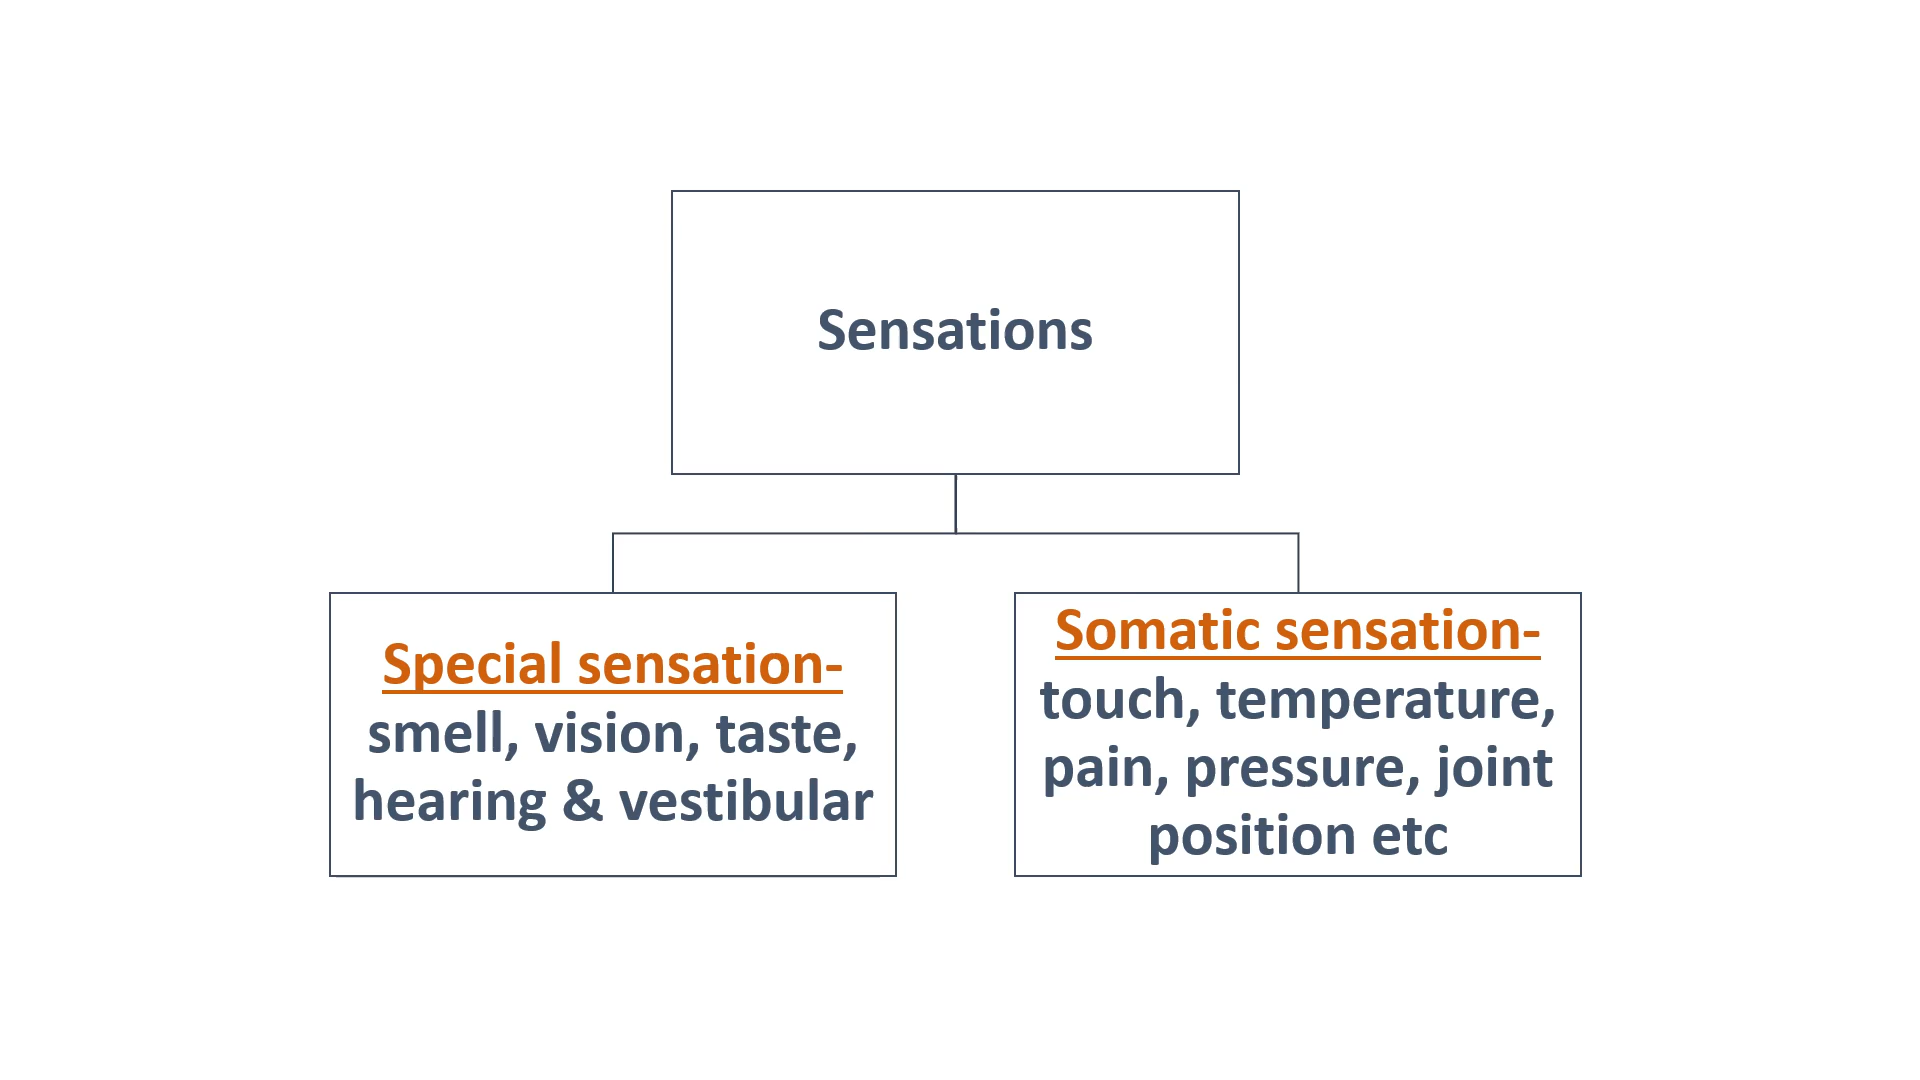 Sensations
Special sensation-
smell, vision, taste,
hearing & vestibular
Somatic sensation-
touch, temperature,
pain, pressure, joint
position etc